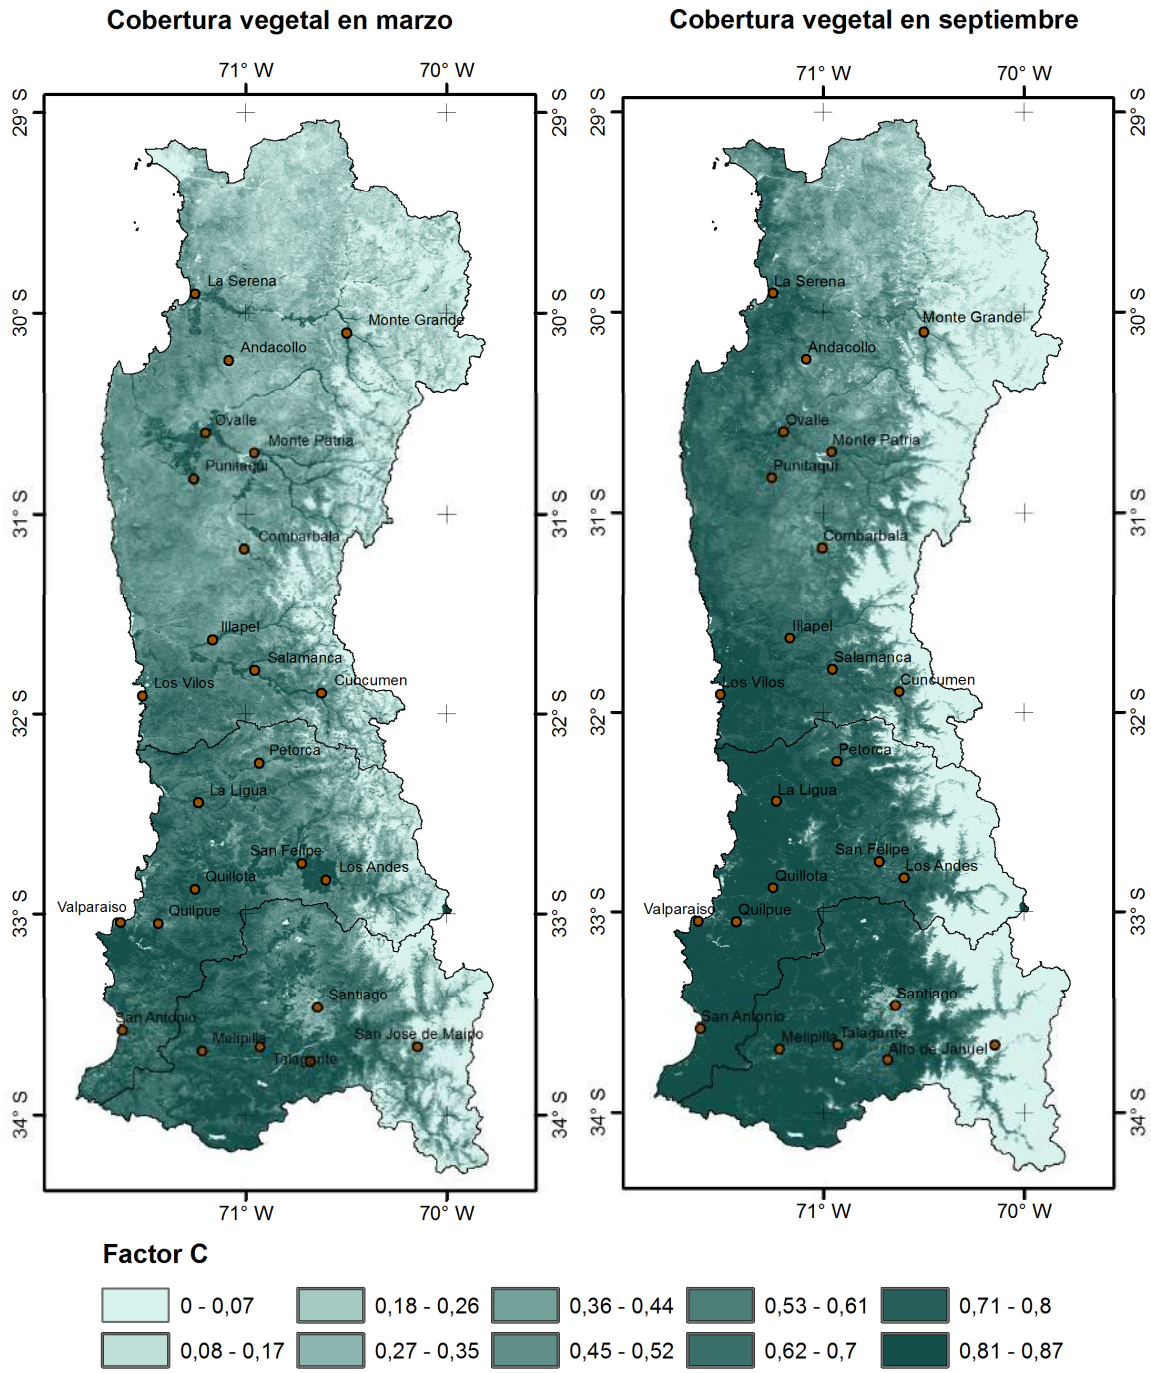 Cobertura vegetal en marzo
71° W
70° W
29° S
29° S
30° S
30° S
31° S
31° S
32° S
32° S
33° S
33° S
34° S
34° S
La Serena
Monte Grande
Andacollo
Ovalle
Monte Patria
Punitaqui
Combarbala
Illapel
Salamanca
Cuncumen
Los Vilos
Petorca
La Ligua
San Felipe
Los Andes
Quillota
Valparaiso
Quilpue
Santiago
San Antonio
San Jose de Maipo
Melipilla
Talagante
71° W
70° W
Cobertura vegetal en septiembre
71° W
70° W
29° S
29° S
30° S
30° S
31° S
31° S
32° S
32° S
33° S
33° S
34° S
34° S
La Serena
Monte Grande
Andacollo
Ovalle
Monte Patria
Punitaqui
Combarbala
Illapel
Salamanca
Cuncumen
Los Vilos
Petorca
La Ligua
San Felipe
Los Andes
Quillota
Valparaiso
Quilpue
Santiago
San Antonio
Talagante
Melipilla
Alto de Jahuel
71° W
70° W
Factor C
0 - 0,07
0,18 - 0,26
0,36 - 0,44
0,53 - 0,61
0,71 - 0,8
0,08 - 0,17
0,27 - 0,35
0,45 - 0,52
0,62 - 0,7
0,81 - 0,87